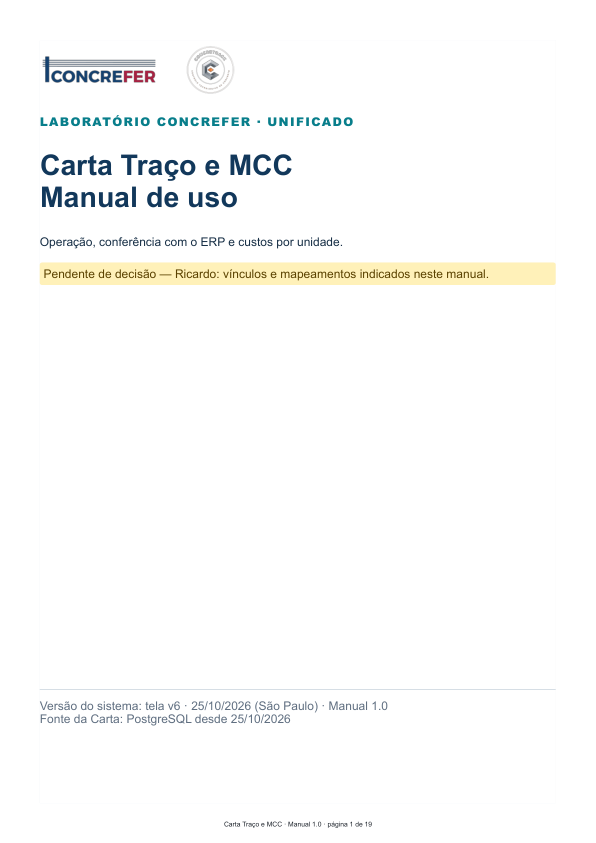 CONCREFER
LABORATÓRIO CONCREFER · UNIFICADO
Carta Traço e MCC
Manual de uso
Operação, conferência com o ERP e custos por unidade.
Pendente de decisão — Ricardo: vínculos e mapeamentos indicados neste manual.
Versão do sistema: tela v6 · 25/10/2026 (São Paulo) · Manual 1.0
Fonte da Carta: PostgreSQL desde 25/10/2026
Carta Traço e MCC · Manual 1.0 · página 1 de 19